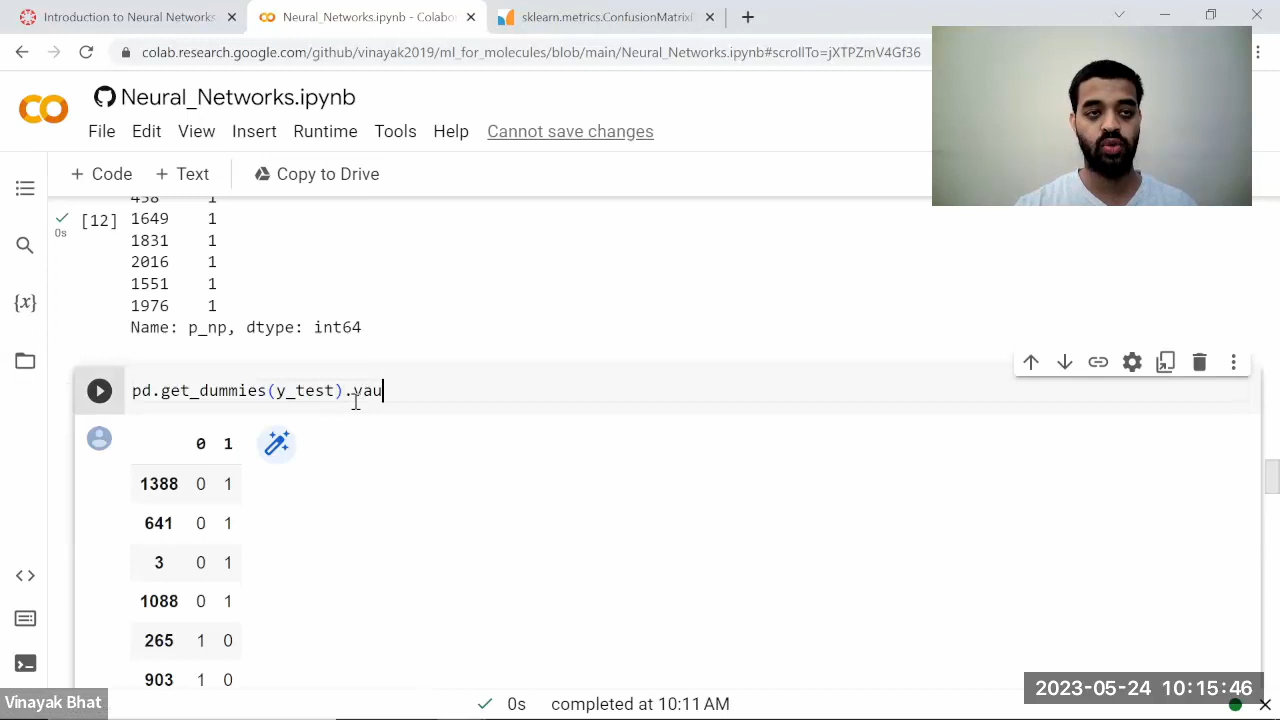 Introduction to Neural Networks
Neural_Networks.ipynb - Colabo
sklearn.metrics.ConfusionMatrixD
colab.research.google.com/github/vinayak2019/ml_for_molecules/blob/main/Neural_Networks.ipynb#scrollTo=jXTPZmV4Gf36
Neural_Networks.ipynb
File Edit View Insert Runtime Tools Help Cannot save changes
+ Code + Text Copy to Drive
458 1
[12] 1649 1
0s
1831 1
2016 1
1551 1
1976 1
Name: p_np, dtype: int64
pd.get_dummies(y_test).vau
0 1
1388 0 1
641 0 1
3 0 1
1088 0 1
265 1 0
903 1 0
Vinayak Bhat
0s completed at 10:11 AM
2023-05-24 10:15:46